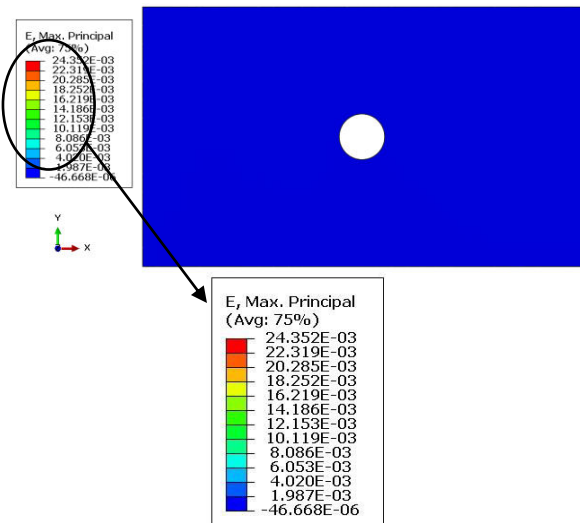 E, Max. Principal
(Avg: 75%)
24.352E-03
22.319E-03
20.285E-03
18.252E-03
16.219E-03
14.186E-03
12.153E-03
10.119E-03
8.086E-03
6.053E-03
4.020E-03
1.987E-03
-46.668E-06
Y
X
E, Max. Principal
(Avg: 75%)
24.352E-03
22.319E-03
20.285E-03
18.252E-03
16.219E-03
14.186E-03
12.153E-03
10.119E-03
8.086E-03
6.053E-03
4.020E-03
1.987E-03
-46.668E-06